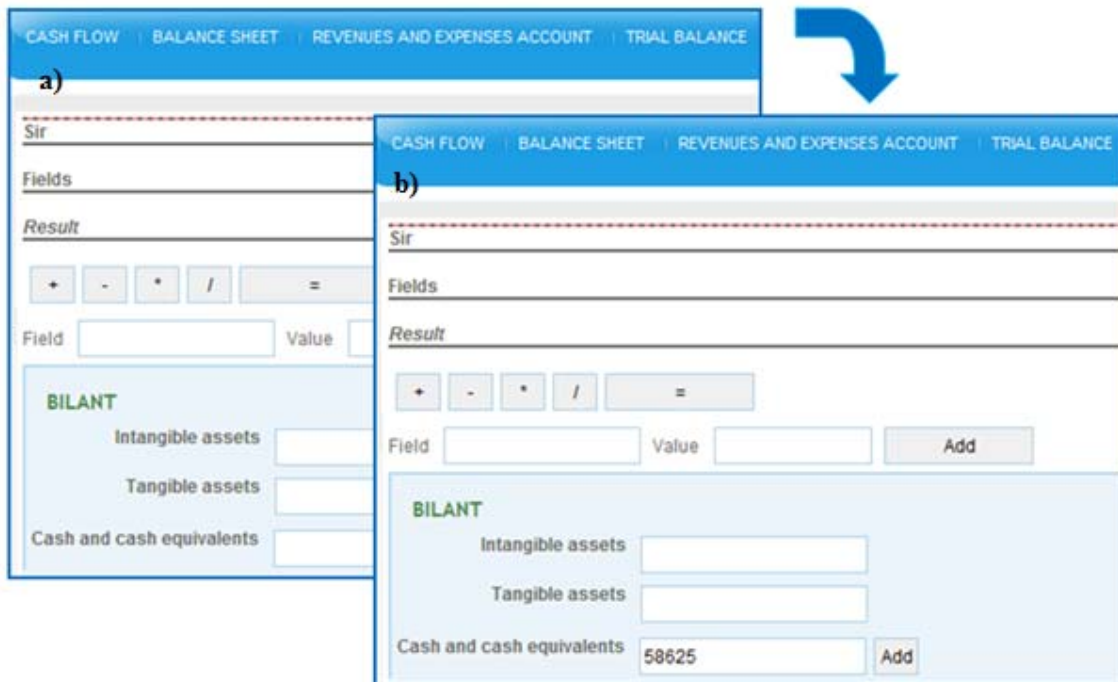 CASH FLOW BALANCE SHEET REVENUES AND EXPENSES ACCOUNT TRIAL BALANCE
a)
Sir
Fields
Result
+ - * / =
Field Value
BILANT
Intangible assets
Tangible assets
Cash and cash equivalents
CASH FLOW BALANCE SHEET REVENUES AND EXPENSES ACCOUNT TRIAL BALANCE
b)
Sir
Fields
Result
+ - * / =
Field Value Add
BILANT
Intangible assets
Tangible assets
Cash and cash equivalents 58625 Add